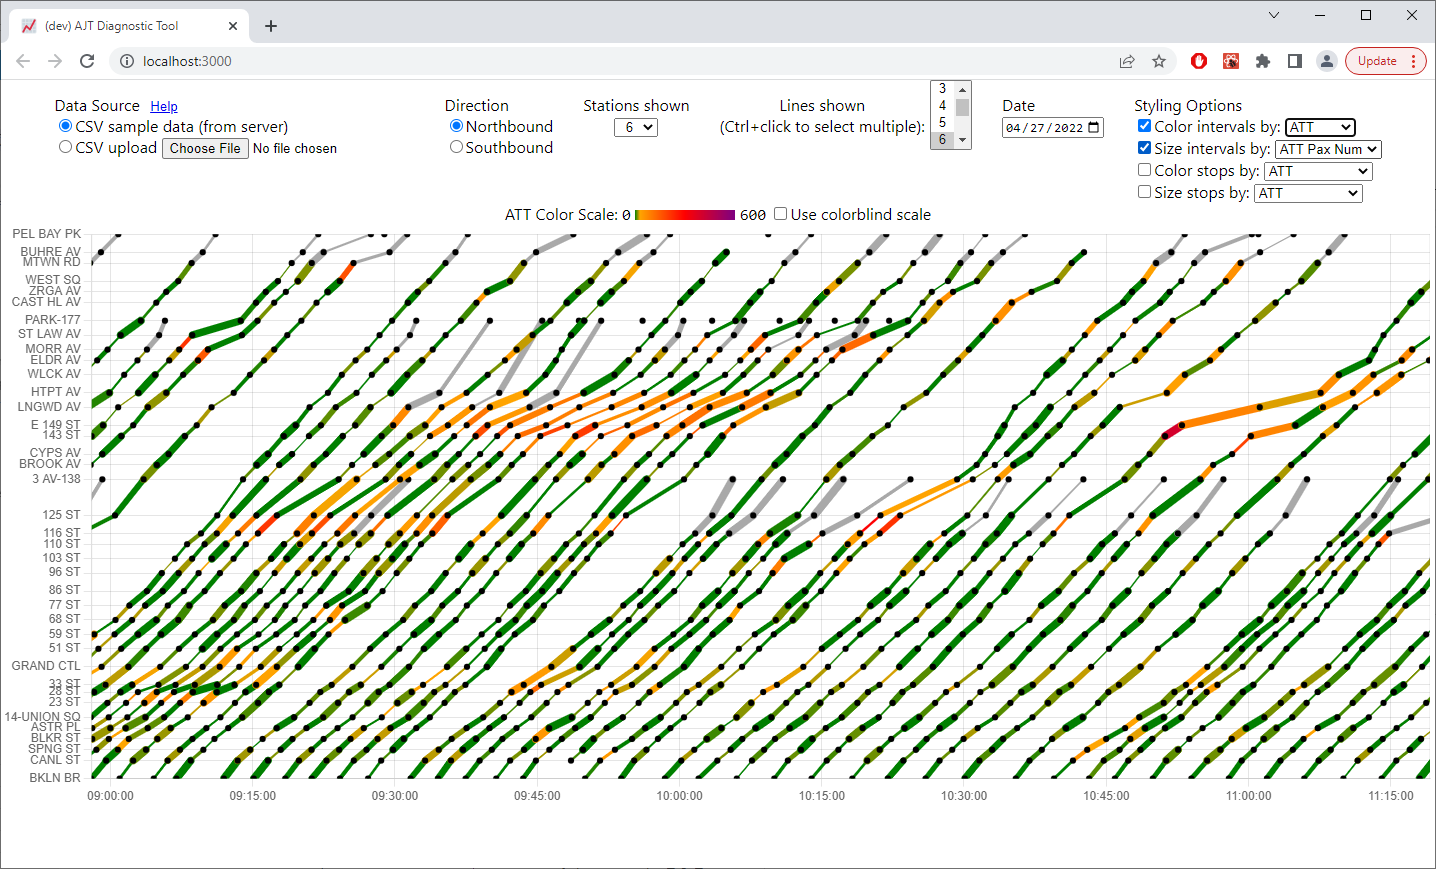 (dev) AJT Diagnostic Tool
localhost:3000
Update
Data Source Help
CSV sample data (from server)
CSV upload Choose File No file chosen
Direction
Northbound
Southbound
Stations shown
6
Lines shown
(Ctrl+click to select multiple):
3
4
5
6
Date
04/27/2022
Styling Options
Color intervals by: ATT
Size intervals by: ATT Pax Num
Color stops by: ATT
Size stops by: ATT
ATT Color Scale: 0 600 Use colorblind scale
PEL BAY PK
BUHRE AV
MTWN RD
WEST SQ
ZRGA AV
CAST HL AV
PARK-177
ST LAW AV
MORR AV
ELDR AV
WLCK AV
HTPT AV
LNGWD AV
E 149 ST
143 ST
CYPS AV
BROOK AV
3 AV-138
125 ST
116 ST
110 ST
103 ST
96 ST
86 ST
77 ST
68 ST
59 ST
51 ST
GRAND CTL
33 ST
28 ST
23 ST
14-UNION SQ
ASTR PL
BLKR ST
SPNG ST
CANL ST
BKLN BR
09:00:00 09:15:00 09:30:00 09:45:00 10:00:00 10:15:00 10:30:00 10:45:00 11:00:00 11:15:00